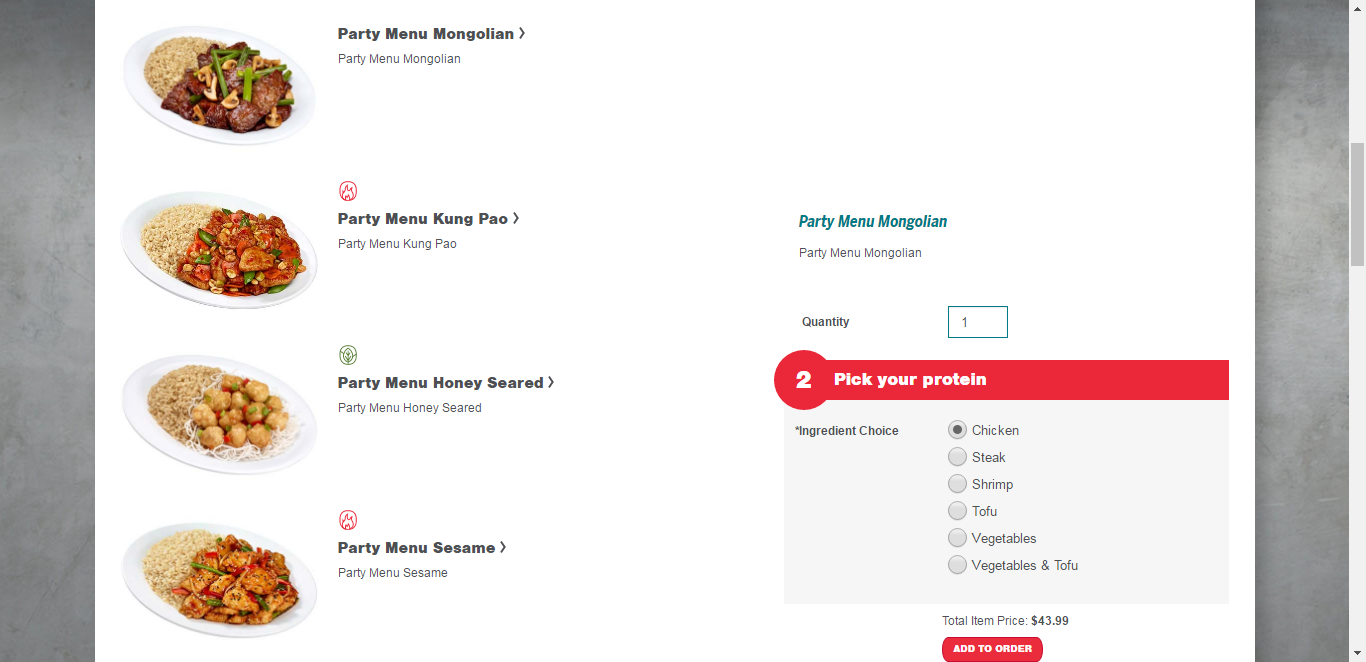 Party Menu Mongolian >
Party Menu Mongolian
Party Menu Kung Pao >
Party Menu Kung Pao
Party Menu Honey Seared >
Party Menu Honey Seared
Party Menu Sesame >
Party Menu Sesame
Party Menu Mongolian
Party Menu Mongolian
Quantity 1
2 Pick your protein
*Ingredient Choice Chicken
Steak
Shrimp
Tofu
Vegetables
Vegetables & Tofu
Total Item Price: $43.99
ADD TO ORDER